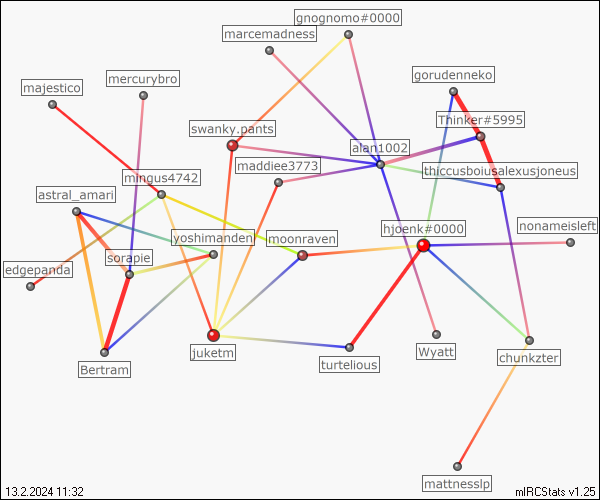 gnognomo#0000
marcemadness
gorudenneko
mercurybro
majestico
Thinker#5995
swanky.pants
alan1002
maddiee3773
thiccusboiusalexusjoneus
mingus4742
astral_amari
nonameisleft
hjoenk#0000
yoshimanden
moonraven
sorapie
edgepanda
juketm
Wyatt
chunkzter
turtelious
Bertram
mattnesslp
13.2.2024 11:32
mIRCStats v1.25